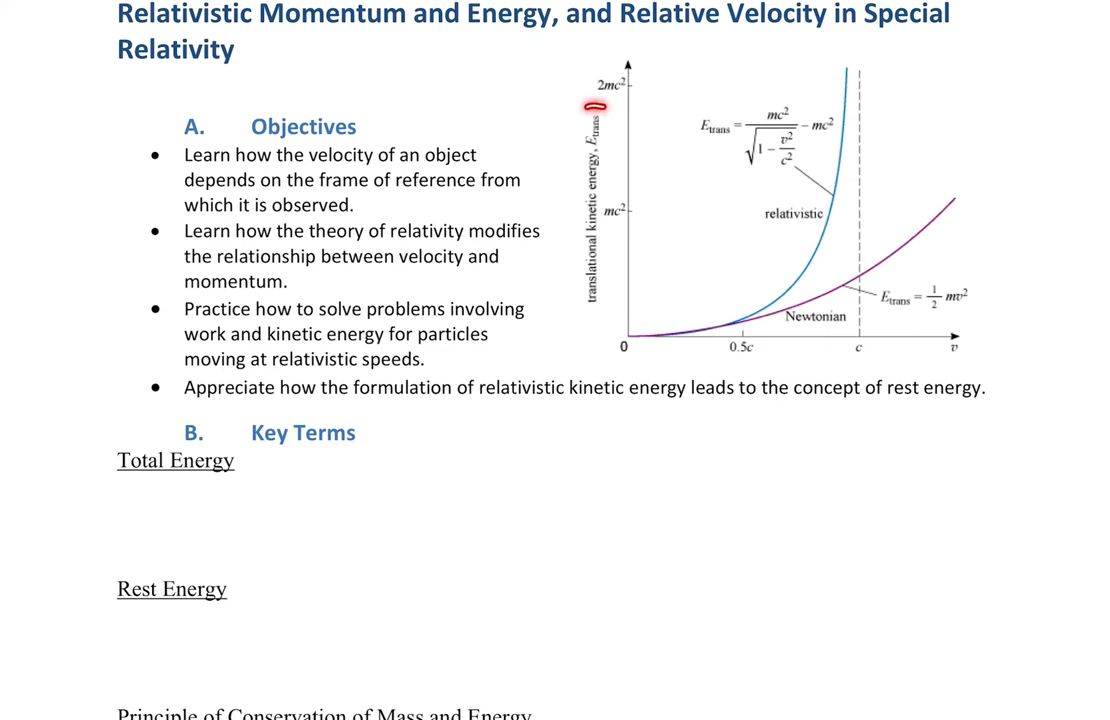 Relativistic Momentum and Energy, and Relative Velocity in Special
Relativity
A. Objectives
• Learn how the velocity of an object
depends on the frame of reference from
which it is observed.
• Learn how the theory of relativity modifies
the relationship between velocity and
momentum.
• Practice how to solve problems involving
work and kinetic energy for particles
moving at relativistic speeds.
• Appreciate how the formulation of relativistic kinetic energy leads to the concept of rest energy.
translational kinetic energy, E_trans
2mc²
mc²
0
0.5c
c
v
E_trans = mc² / √(1 − v²/c²) − mc²
relativistic
Newtonian
E_trans = 1/2 mv²
B. Key Terms
Total Energy
Rest Energy
Principle of Conservation of Mass and Energy